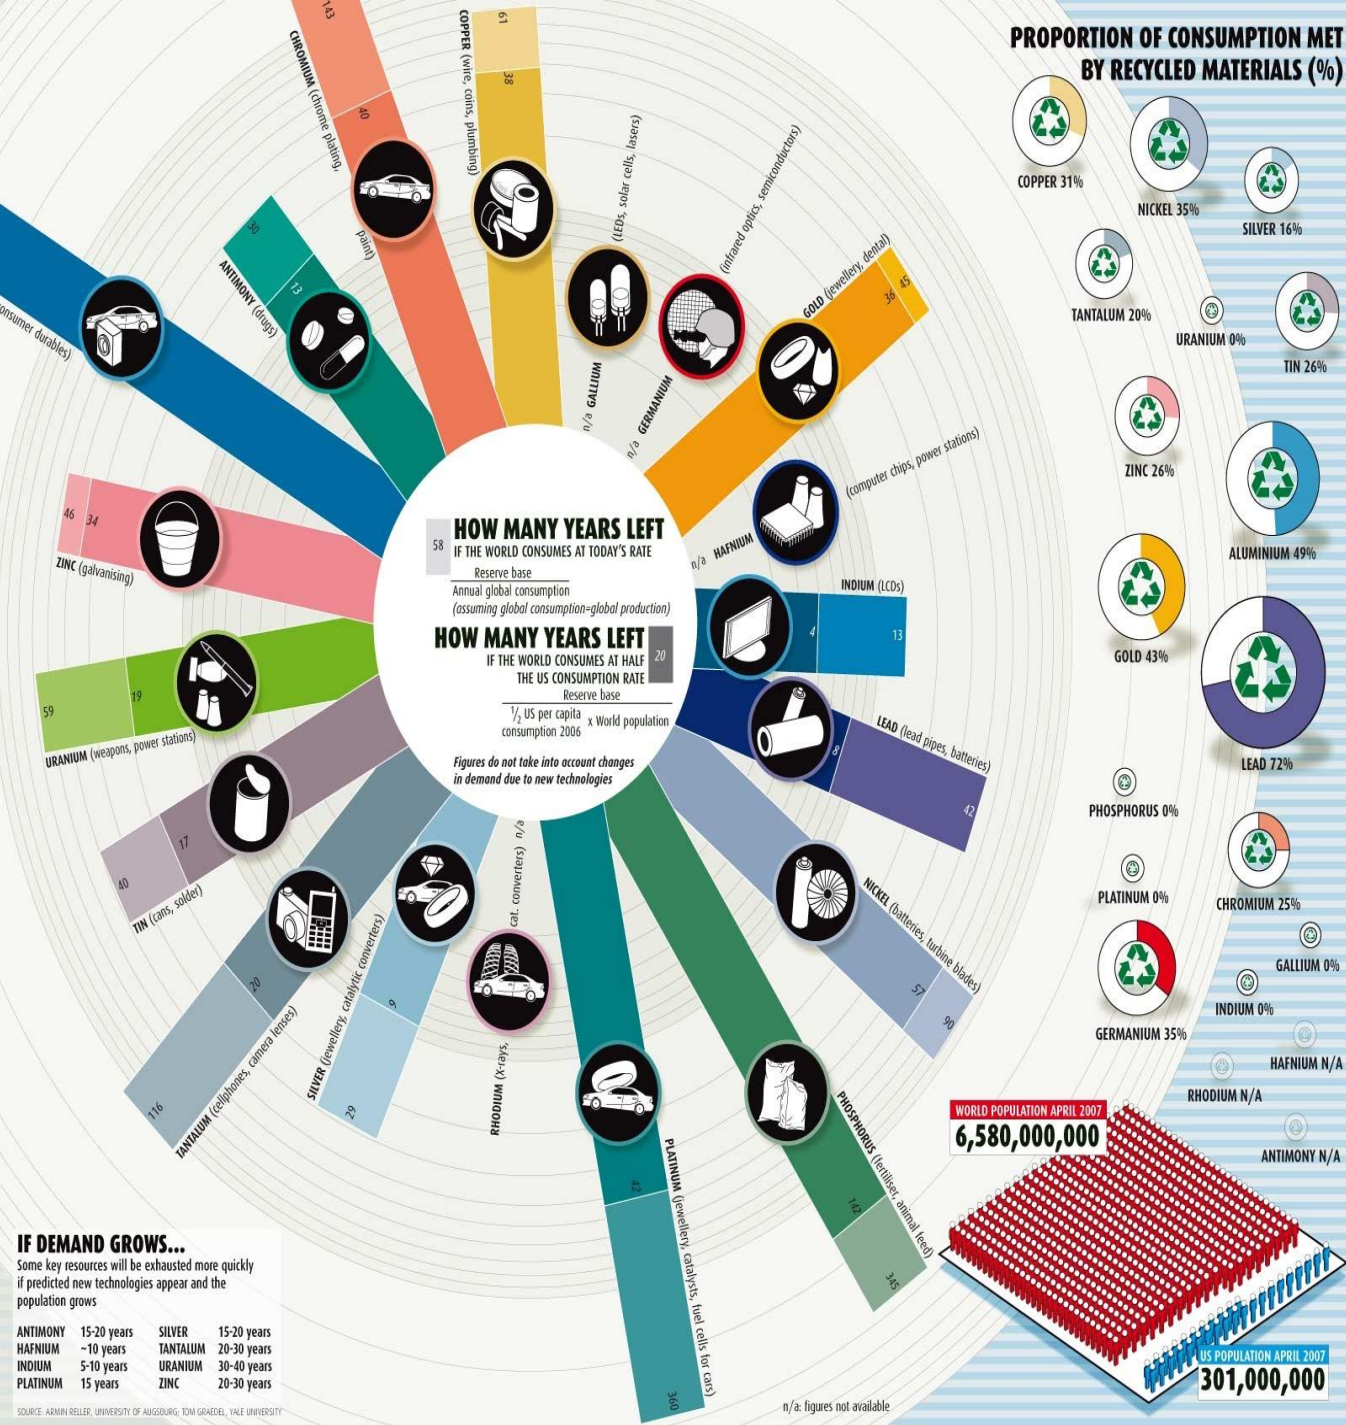 PROPORTION OF CONSUMPTION MET
BY RECYCLED MATERIALS (%)
COPPER 31%
NICKEL 35%
SILVER 16%
TANTALUM 20%
URANIUM 0%
TIN 26%
ZINC 26%
ALUMINIUM 49%
GOLD 43%
LEAD 72%
PHOSPHORUS 0%
PLATINUM 0%
CHROMIUM 25%
GALLIUM 0%
GERMANIUM 35%
INDIUM 0%
HAFNIUM N/A
RHODIUM N/A
ANTIMONY N/A
143
40
CHROMIUM (chrome plating,
paint)
61
38
COPPER (wire, coins, plumbing)
n/a GALLIUM
(LEDs, solar cells, lasers)
n/a GERMANIUM
(infrared optics, semiconductors)
GOLD (jewellery, dental)
36
45
n/a HAFNIUM
(computer chips, power stations)
INDIUM (LCDs)
4
13
LEAD (lead pipes, batteries)
8
42
NICKEL (batteries, turbine blades)
57
90
PHOSPHORUS (fertiliser, animal feed)
142
345
PLATINUM (jewellery, catalysts, fuel cells for cars)
42
360
RHODIUM (X-rays,
cat. converters) n/a
SILVER (jewellery, catalytic converters)
9
29
TANTALUM (cellphones, camera lenses)
20
116
TIN (cans, solder)
17
40
URANIUM (weapons, power stations)
19
59
ZINC (galvanising)
34
46
durables)
ANTIMONY (drugs)
13
30
58
HOW MANY YEARS LEFT
IF THE WORLD CONSUMES AT TODAY'S RATE
Reserve base
Annual global consumption
(assuming global consumption=global production)
HOW MANY YEARS LEFT
20
IF THE WORLD CONSUMES AT HALF
THE US CONSUMPTION RATE
Reserve base
1/2 US per capita
consumption 2006
x World population
Figures do not take into account changes
in demand due to new technologies
WORLD POPULATION APRIL 2007
6,580,000,000
US POPULATION APRIL 2007
301,000,000
IF DEMAND GROWS...
Some key resources will be exhausted more quickly
if predicted new technologies appear and the
population grows
ANTIMONY 15-20 years SILVER 15-20 years
HAFNIUM ~10 years TANTALUM 20-30 years
INDIUM 5-10 years URANIUM 30-40 years
PLATINUM 15 years ZINC 20-30 years
SOURCE: ARMIN RELLER, UNIVERSITY OF AUGSBURG; TOM GRAEDEL, YALE UNIVERSITY
n/a: figures not available